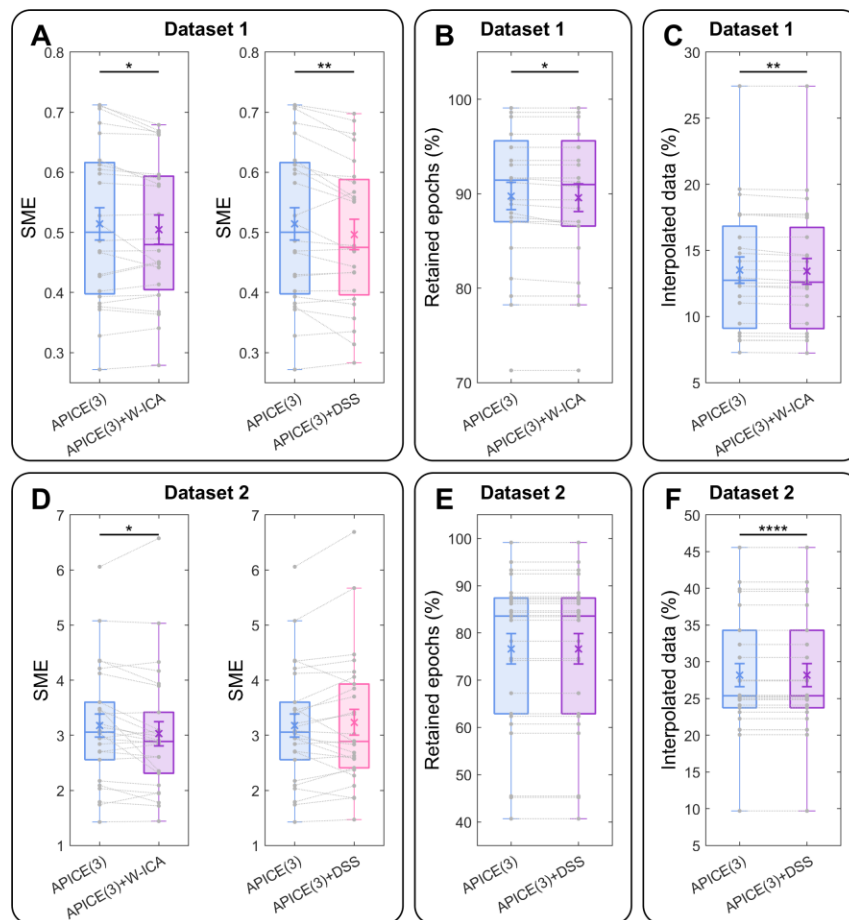 A
Dataset 1
0.8
0.7
0.6
0.5
0.4
0.3
SME
*
APICE(3)
APICE(3)+W-ICA
0.8
0.7
0.6
0.5
0.4
0.3
SME
**
APICE(3)
APICE(3)+DSS
B
Dataset 1
100
90
80
70
Retained epochs (%)
*
APICE(3)
APICE(3)+W-ICA
C
Dataset 1
30
25
20
15
10
5
Interpolated data (%)
**
APICE(3)
APICE(3)+W-ICA
D
Dataset 2
7
6
5
4
3
2
1
SME
*
APICE(3)
APICE(3)+W-ICA
7
6
5
4
3
2
1
SME
APICE(3)
APICE(3)+DSS
E
Dataset 2
100
90
80
70
60
50
40
Retained epochs (%)
APICE(3)
APICE(3)+DSS
F
Dataset 2
50
45
40
35
30
25
20
15
10
5
Interpolated data (%)
****
APICE(3)
APICE(3)+DSS